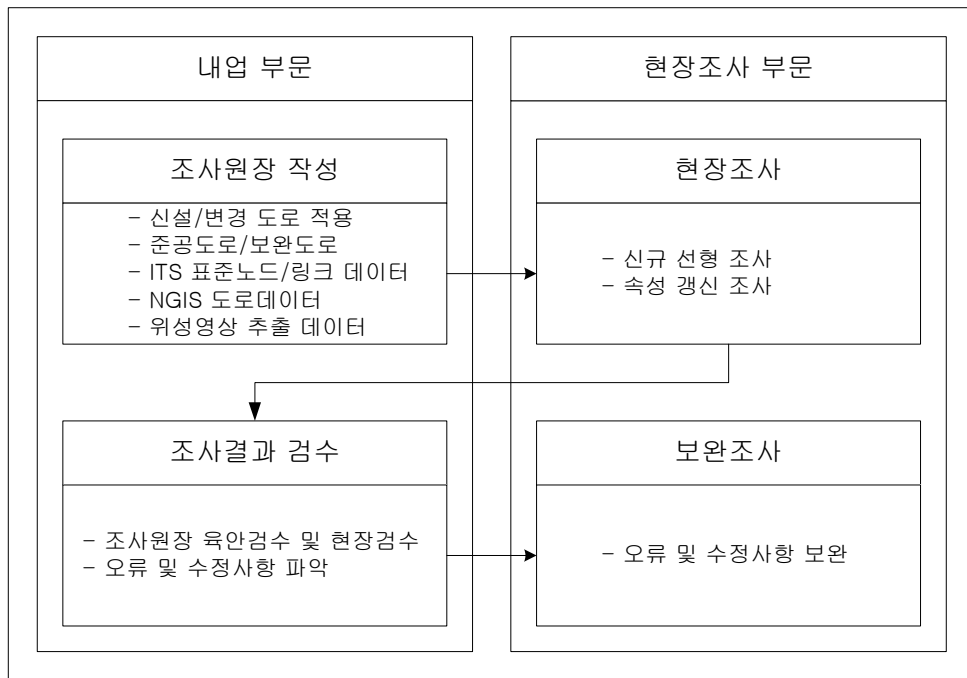 내업 부문
현장조사 부문
조사원장 작성
– 신설/변경 도로 적용
– 준공도로/보완도로
– ITS 표준노드/링크 데이터
– NGIS 도로데이터
– 위성영상 추출 데이터
현장조사
– 신규 선형 조사
– 속성 갱신 조사
조사결과 검수
– 조사원장 육안검수 및 현장검수
– 오류 및 수정사항 파악
보완조사
– 오류 및 수정사항 보완